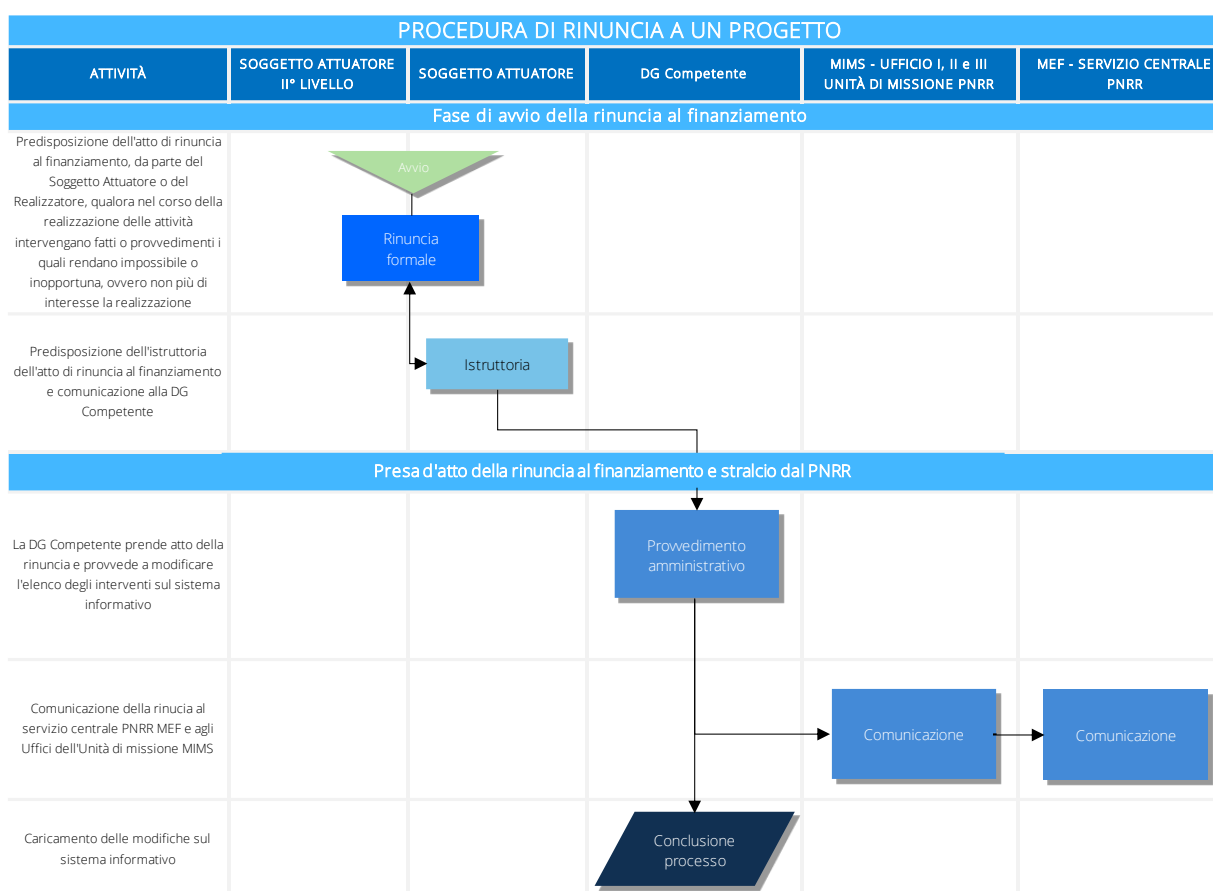 PROCEDURA DI RINUNCIA A UN PROGETTO
ATTIVITÀ
SOGGETTO ATTUATORE
II° LIVELLO
SOGGETTO ATTUATORE
DG Competente
MIMS - UFFICIO I, II e III
UNITÀ DI MISSIONE PNRR
MEF - SERVIZIO CENTRALE
PNRR
Fase di avvio della rinuncia al finanziamento
Predisposizione dell'atto di rinuncia
al finanziamento, da parte del
Soggetto Attuatore o del
Realizzatore, qualora nel corso della
realizzazione delle attività
intervengano fatti o provvedimenti i
quali rendano impossibile o
inopportuna, ovvero non più di
interesse la realizzazione
Avvio
Rinuncia
formale
Predisposizione dell'istruttoria
dell'atto di rinuncia al finanziamento
e comunicazione alla DG
Competente
Istruttoria
Presa d'atto della rinuncia al finanziamento e stralcio dal PNRR
La DG Competente prende atto della
rinuncia e provvede a modificare
l'elenco degli interventi sul sistema
informativo
Provvedimento
amministrativo
Comunicazione della rinucia al
servizio centrale PNRR MEF e agli
Uffici dell'Unità di missione MIMS
Comunicazione
Comunicazione
Caricamento delle modifiche sul
sistema informativo
Conclusione
processo